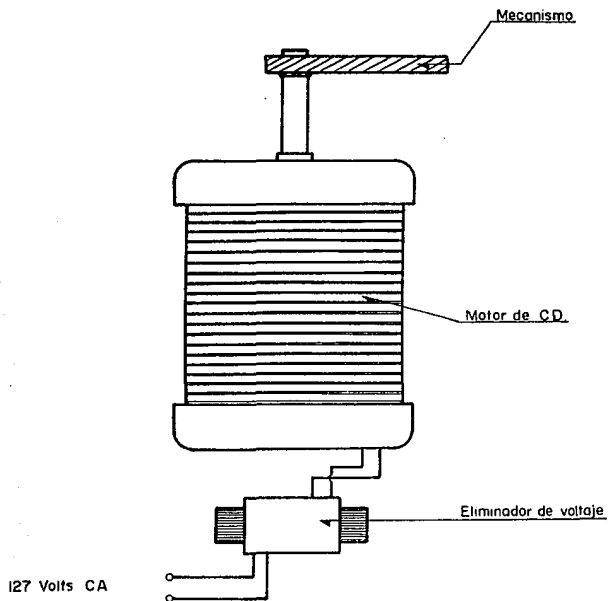 Mecanismo
Motor de CD.
Eliminador de voltaje
127 Volts CA